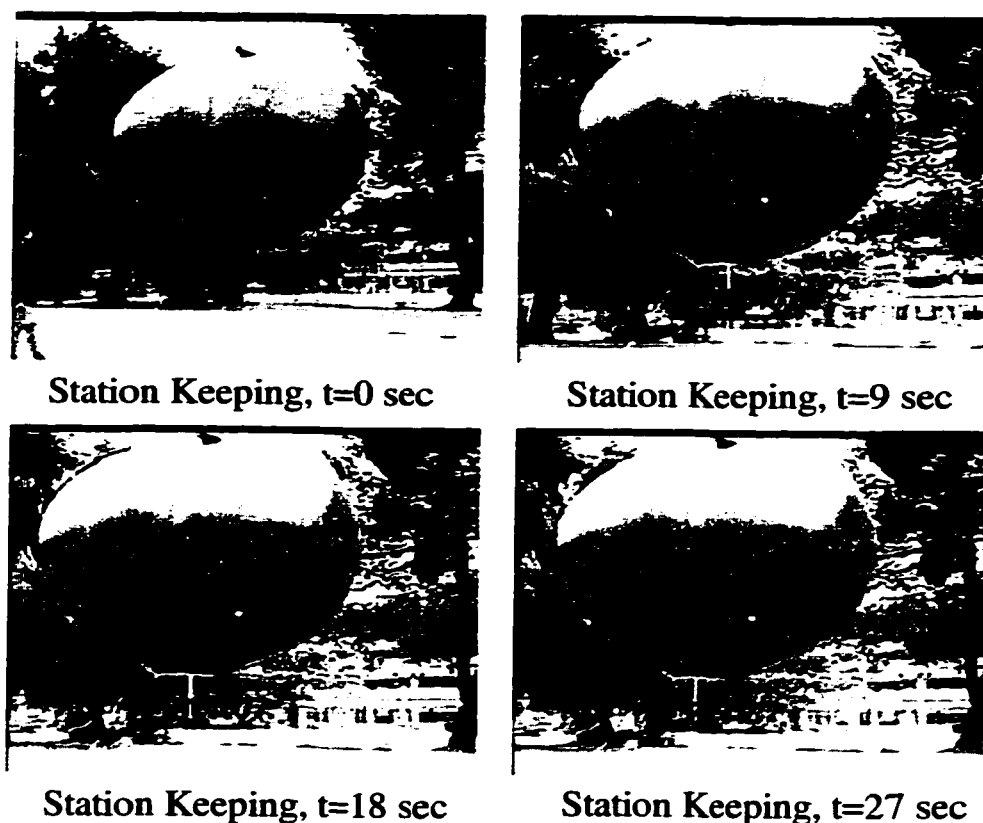 Station Keeping, t=0 sec
Station Keeping, t=9 sec
Station Keeping, t=18 sec
Station Keeping, t=27 sec